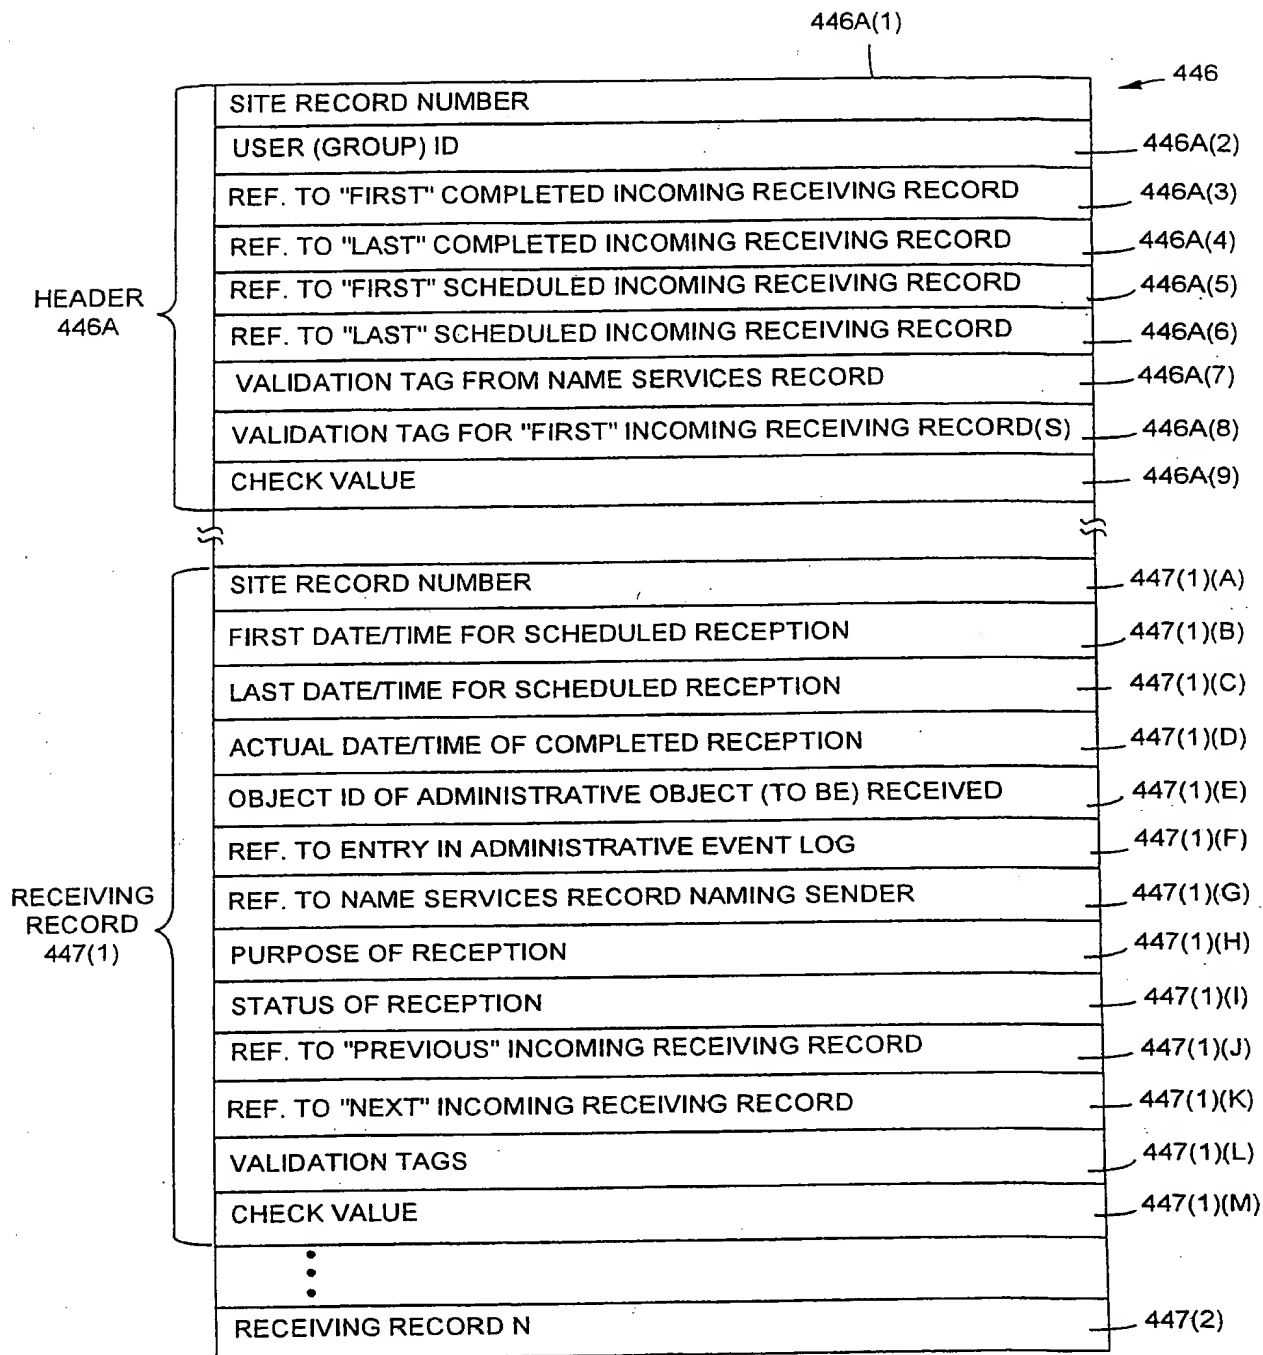 446A(1)
446
SITE RECORD NUMBER
USER (GROUP) ID 446A(2)
REF. TO "FIRST" COMPLETED INCOMING RECEIVING RECORD 446A(3)
REF. TO "LAST" COMPLETED INCOMING RECEIVING RECORD 446A(4)
REF. TO "FIRST" SCHEDULED INCOMING RECEIVING RECORD 446A(5)
HEADER
446A
REF. TO "LAST" SCHEDULED INCOMING RECEIVING RECORD 446A(6)
VALIDATION TAG FROM NAME SERVICES RECORD 446A(7)
VALIDATION TAG FOR "FIRST" INCOMING RECEIVING RECORD(S) 446A(8)
CHECK VALUE 446A(9)
SITE RECORD NUMBER 447(1)(A)
FIRST DATE/TIME FOR SCHEDULED RECEPTION 447(1)(B)
LAST DATE/TIME FOR SCHEDULED RECEPTION 447(1)(C)
ACTUAL DATE/TIME OF COMPLETED RECEPTION 447(1)(D)
OBJECT ID OF ADMINISTRATIVE OBJECT (TO BE) RECEIVED 447(1)(E)
REF. TO ENTRY IN ADMINISTRATIVE EVENT LOG 447(1)(F)
REF. TO NAME SERVICES RECORD NAMING SENDER 447(1)(G)
RECEIVING
RECORD
447(1)
PURPOSE OF RECEPTION 447(1)(H)
STATUS OF RECEPTION 447(1)(I)
REF. TO "PREVIOUS" INCOMING RECEIVING RECORD 447(1)(J)
REF. TO "NEXT" INCOMING RECEIVING RECORD 447(1)(K)
VALIDATION TAGS 447(1)(L)
CHECK VALUE 447(1)(M)
RECEIVING RECORD N 447(2)